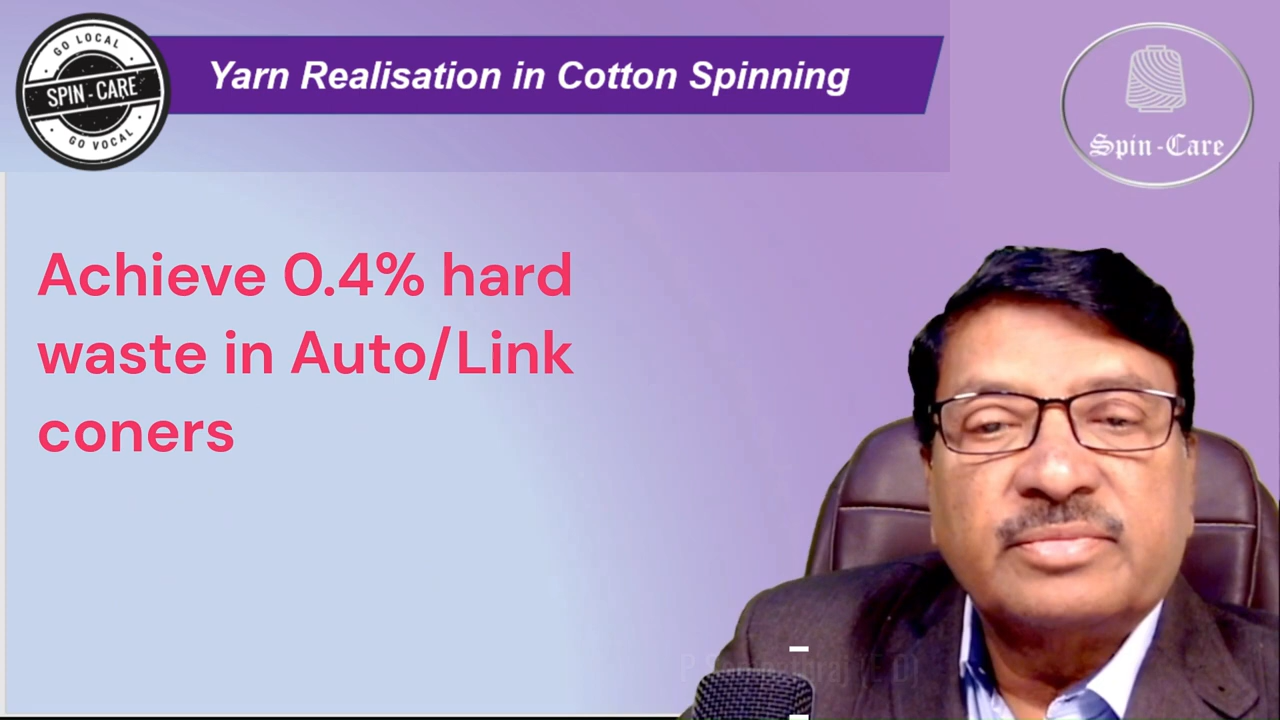 GO LOCAL
SPIN-CARE
GO VOCAL
Yarn Realisation in Cotton Spinning
Spin-Care
Achieve 0.4% hard
waste in Auto/Link
coners